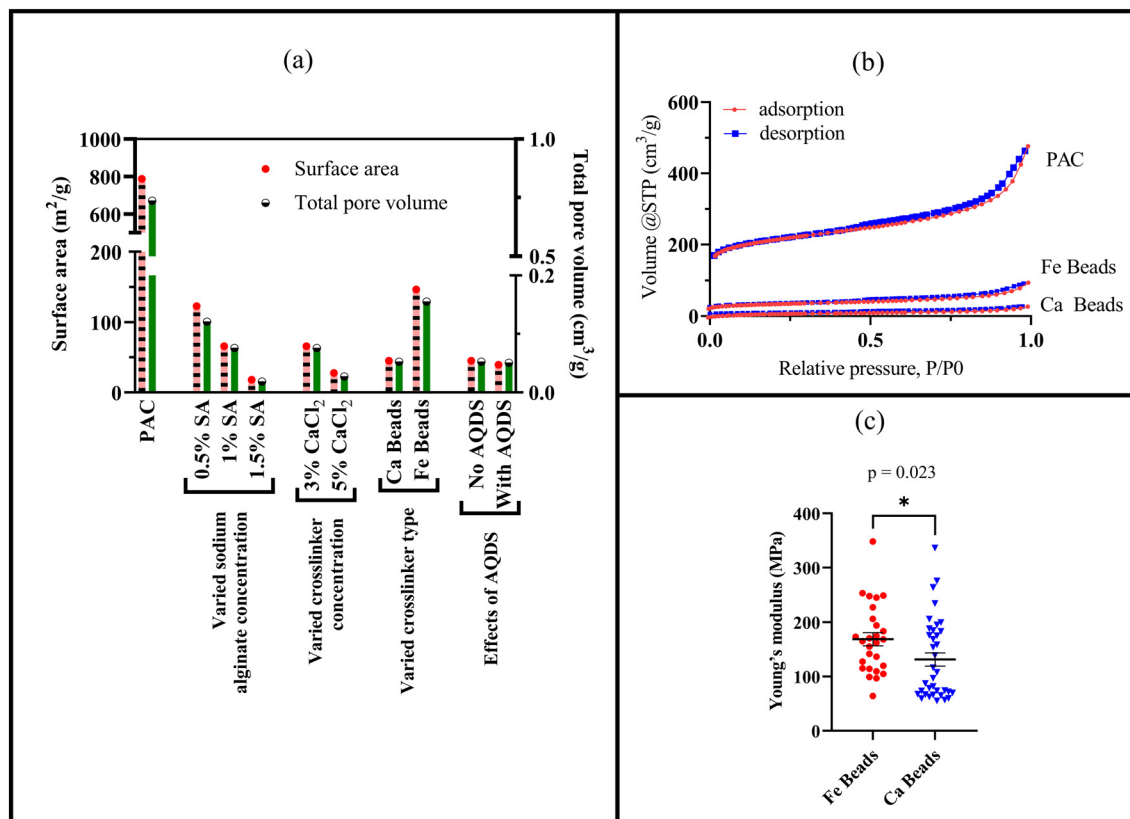 (a)
1000
800
600
200
100
0
Surface area (m²/g)
Surface area
Total pore volume
1.0
0.5
0.2
0.0
Total pore volume (cm³/g)
PAC
0.5% SA
1% SA
1.5% SA
3% CaCl₂
5% CaCl₂
Ca Beads
Fe Beads
No AQDS
With AQDS
Varied sodium
alginate concentration
Varied crosslinker
concentration
Varied crosslinker type
Effects of AQDS
(b)
600
400
200
0
Volume @STP (cm³/g)
adsorption
desorption
PAC
Fe Beads
Ca Beads
0.0
0.5
1.0
Relative pressure, P/P0
(c)
p = 0.023
*
400
300
200
100
0
Young's modulus (MPa)
Fe Beads
Ca Beads